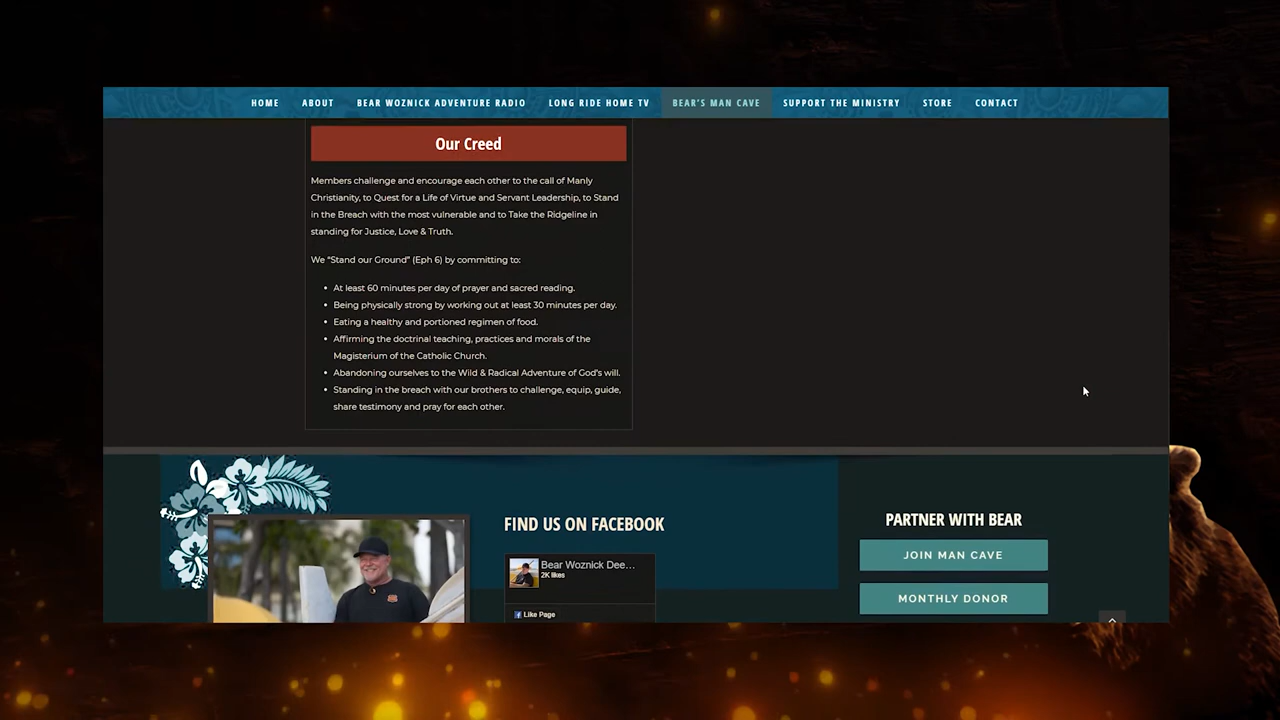 HOME ABOUT BEAR WOZNICK ADVENTURE RADIO LONG RIDE HOME TV BEAR'S MAN CAVE SUPPORT THE MINISTRY STORE CONTACT
Our Creed
Members challenge and encourage each other to the call of Manly
Christianity, to Quest for a Life of Virtue and Servant Leadership, to Stand
in the Breach with the most vulnerable and to Take the Ridgeline in
standing for Justice, Love & Truth.
We “Stand our Ground” (Eph 6) by committing to:
• At least 60 minutes per day of prayer and sacred reading.
• Being physically strong by working out at least 30 minutes per day.
• Eating a healthy and portioned regimen of food.
• Affirming the doctrinal teaching, practices and morals of the
Magisterium of the Catholic Church.
• Abandoning ourselves to the Wild & Radical Adventure of God's will.
• Standing in the breach with our brothers to challenge, equip, guide,
share testimony and pray for each other.
FIND US ON FACEBOOK
Bear Woznick Dee...
2K likes
Like Page
PARTNER WITH BEAR
JOIN MAN CAVE
MONTHLY DONOR